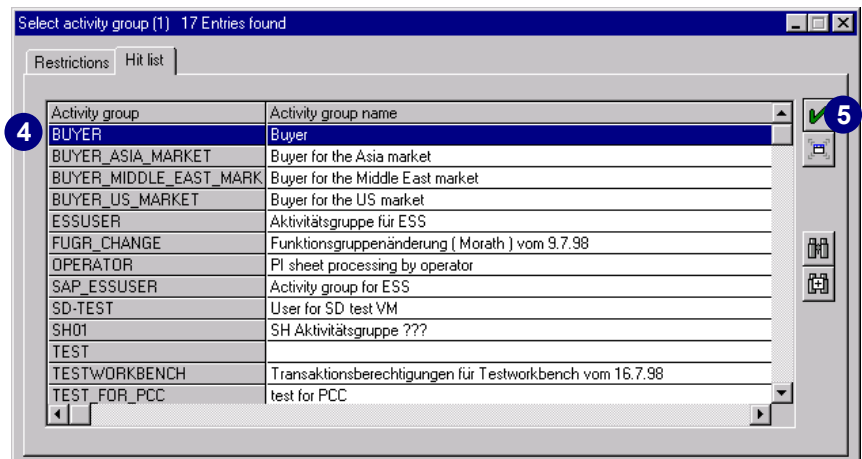 Select activity group (1) 17 Entries found
Restrictions Hit list
Activity group Activity group name
4 BUYER Buyer 5
BUYER_ASIA_MARKET Buyer for the Asia market
BUYER_MIDDLE_EAST_MARK Buyer for the Middle East market
BUYER_US_MARKET Buyer for the US market
ESSUSER Aktivitätsgruppe für ESS
FUGR_CHANGE Funktionsgruppenänderung ( Morath ) vom 9.7.98
OPERATOR PI sheet processing by operator
SAP_ESSUSER Activity group for ESS
SD-TEST User for SD test VM
SH01 SH Aktivitätsgruppe ???
TEST
TESTWORKBENCH Transaktionsberechtigungen für Testworkbench vom 16.7.98
TEST_FOR_PCC test for PCC